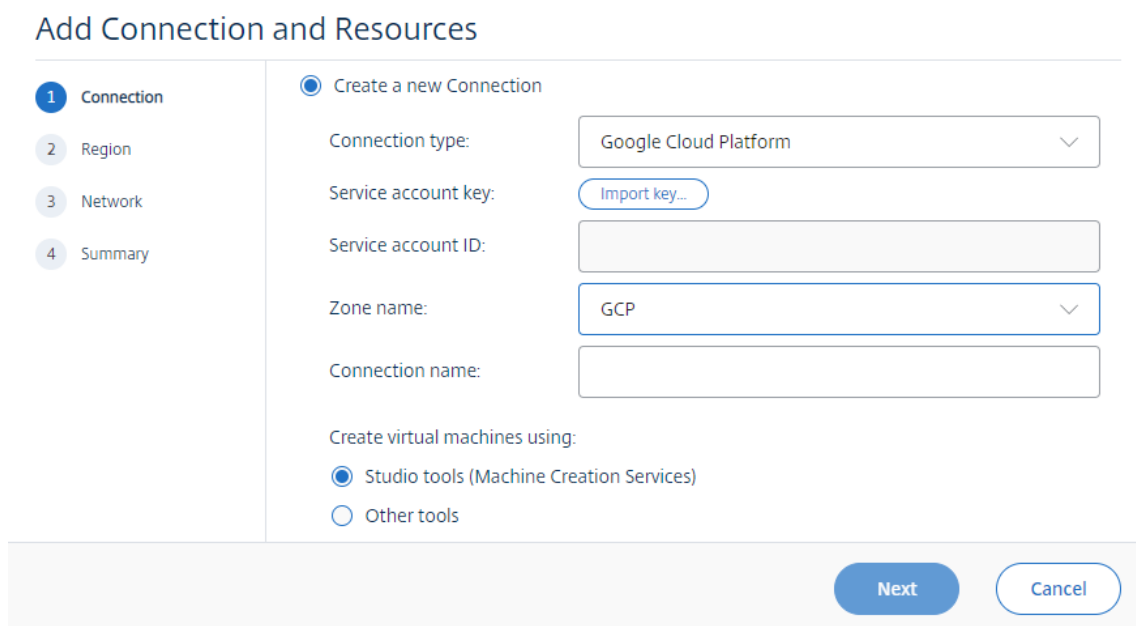 Add Connection and Resources
1 Connection
2 Region
3 Network
4 Summary
Create a new Connection
Connection type: Google Cloud Platform
Service account key: Import key...
Service account ID:
Zone name: GCP
Connection name:
Create virtual machines using:
Studio tools (Machine Creation Services)
Other tools
Next Cancel